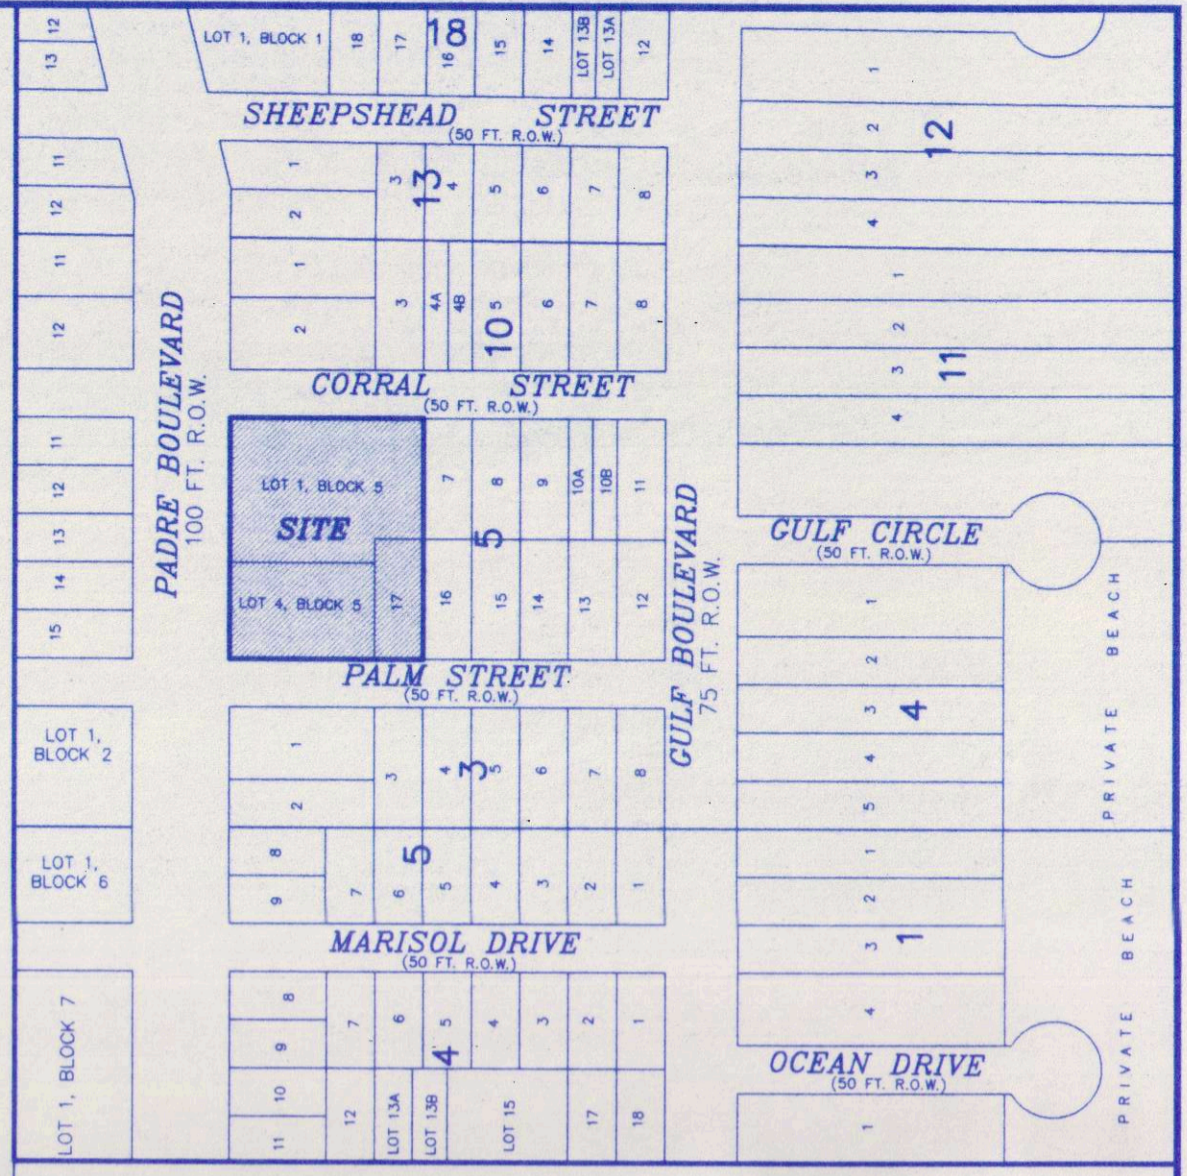 12
13
LOT 1, BLOCK 1
18
17
18
16
15
14
LOT 13B
LOT 13A
12
SHEEPSHEAD STREET
(50 FT. R.O.W.)
11
12
11
12
1
2
3
13
4
5
6
7
8
1
2
3
4A
4B
5
10
6
7
8
1
2
12
3
4
1
2
3
11
4
PADRE BOULEVARD
100 FT. R.O.W.
CORRAL STREET
(50 FT. R.O.W.)
11
12
13
14
15
LOT 1, BLOCK 5
SITE
LOT 4, BLOCK 5
17
7
8
9
10A
10B
11
5
16
15
14
13
12
GULF BOULEVARD
75 FT. R.O.W.
GULF CIRCLE
(50 FT. R.O.W.)
PALM STREET
(50 FT. R.O.W.)
1
2
3
4
4
5
PRIVATE BEACH
LOT 1,
BLOCK 2
1
2
3
4
3
5
6
7
8
LOT 1,
BLOCK 6
8
9
7
6
5
5
4
3
2
1
1
2
3
1
4
PRIVATE BEACH
MARISOL DRIVE
(50 FT. R.O.W.)
LOT 1, BLOCK 7
8
9
10
11
7
6
5
4
4
3
2
1
12
LOT 13A
LOT 13B
LOT 15
17
18
OCEAN DRIVE
(50 FT. R.O.W.)
1